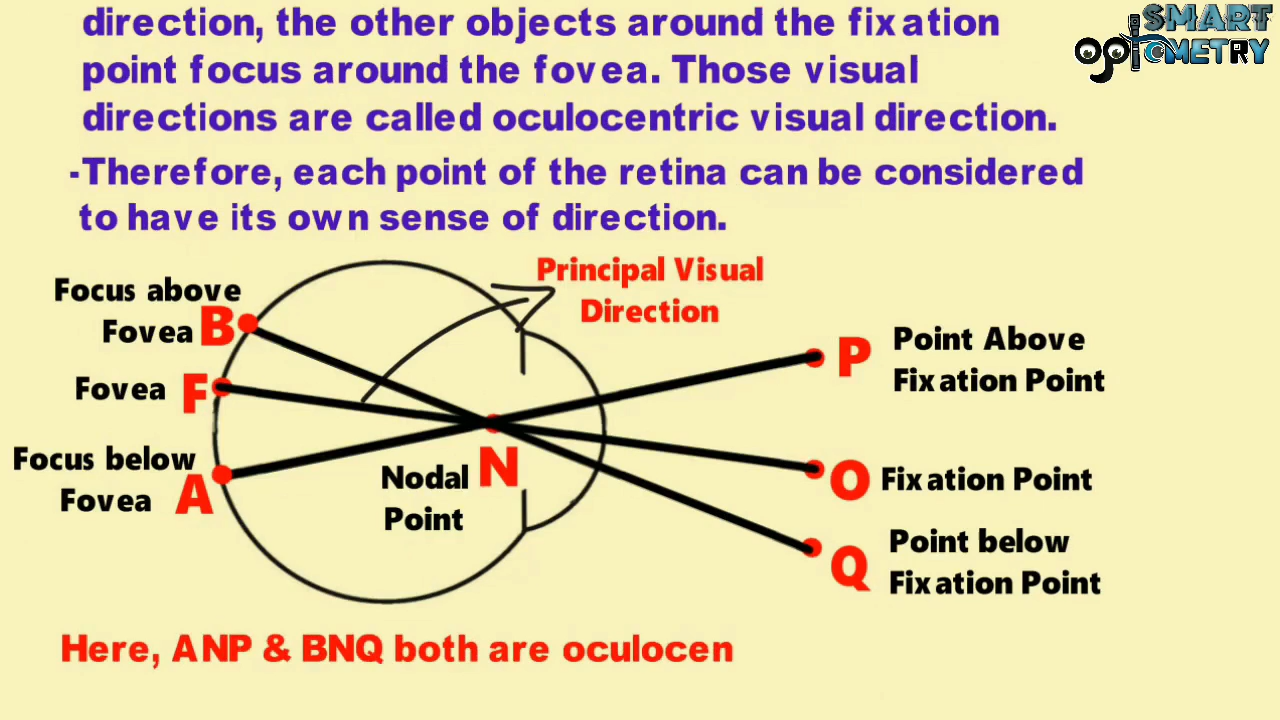 direction, the other objects around the fixation
point focus around the fovea. Those visual
directions are called oculocentric visual direction.
-Therefore, each point of the retina can be considered
to have its own sense of direction.
SMART
OPTOMETRY
Principal Visual
Direction
Focus above
Fovea B
Fovea F
Focus below
Fovea A
Nodal N
Point
P Point Above
Fixation Point
O Fixation Point
Q Point below
Fixation Point
Here, ANP & BNQ both are oculocen